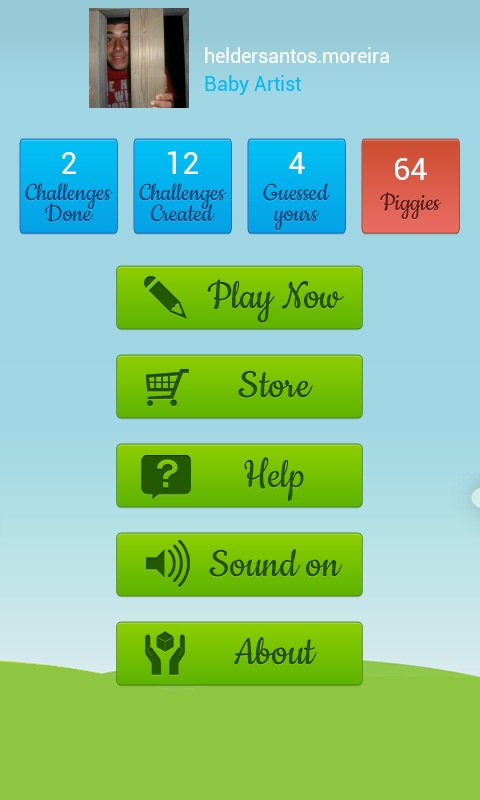 heldersantos.moreira
Baby Artist
2
Challenges
Done
12
Challenges
Created
4
Guessed
yours
64
Piggies
Play Now
Store
?
Help
Sound on
About